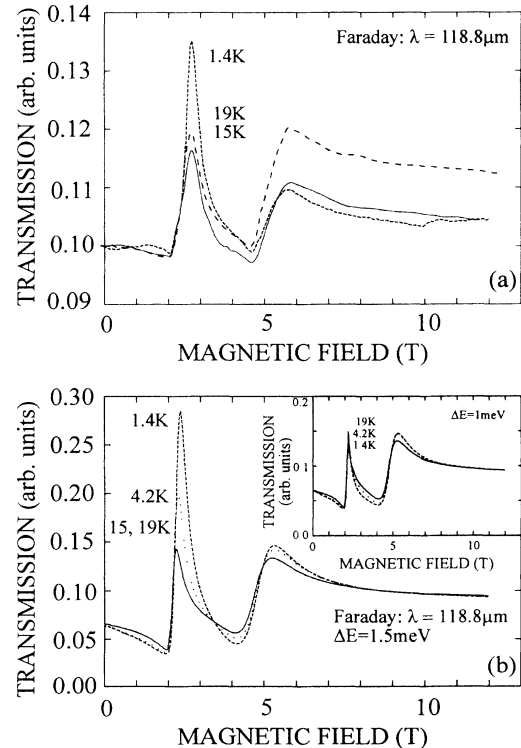 0.14
0.13
0.12
0.11
0.10
0.09
TRANSMISSION (arb. units)
Faraday: λ = 118.8μm
1.4K
19K
15K
(a)
0 5 10
MAGNETIC FIELD (T)
0.30
0.25
0.20
0.15
0.10
0.05
0.00
TRANSMISSION (arb. units)
1.4K
4.2K
15, 19K
0.2
0.1
0.0
TRANSMISSION
(arb. units)
19K
4.2K
1 4K
ΔE=1meV
0 5 10
MAGNETIC FIELD (T)
Faraday: λ = 118.8μm
ΔE=1.5meV
(b)
0 5 10
MAGNETIC FIELD (T)